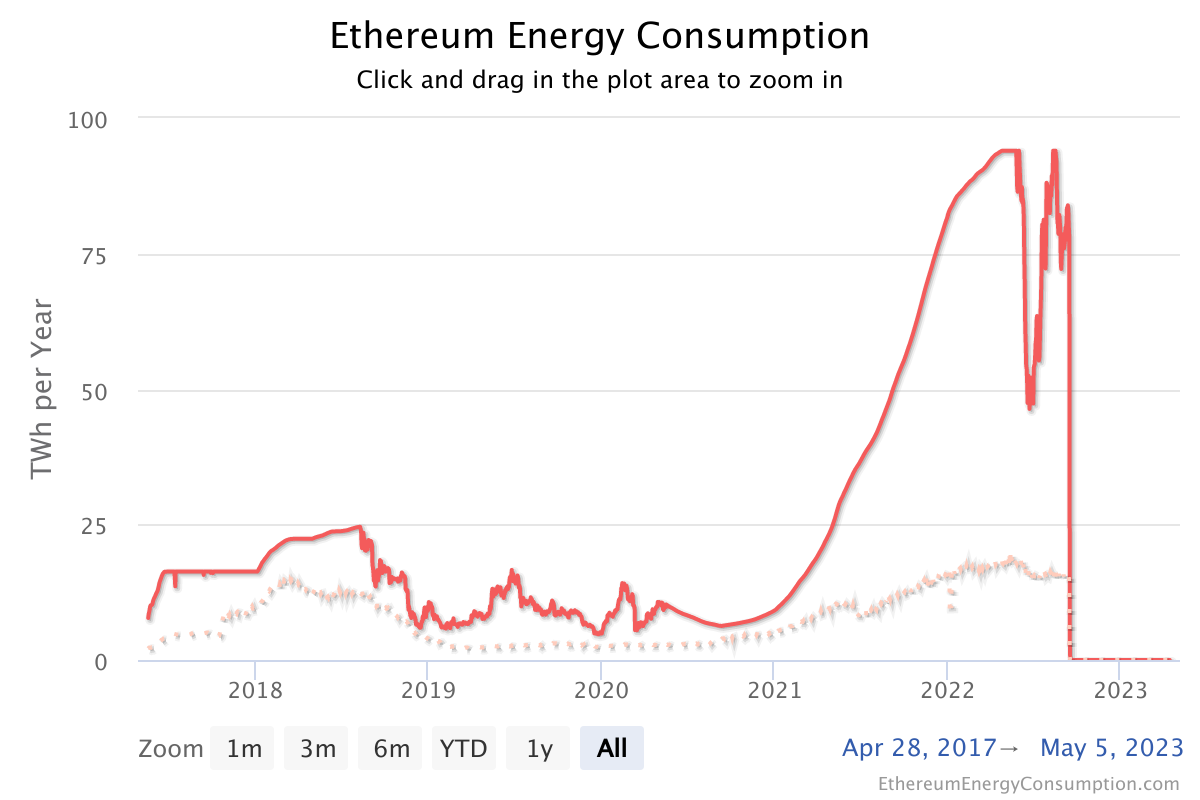 Ethereum Energy Consumption
Click and drag in the plot area to zoom in
TWh per Year
100
75
50
25
0
2018 2019 2020 2021 2022 2023
Zoom 1m 3m 6m YTD 1y All Apr 28, 2017→ May 5, 2023
EthereumEnergyConsumption.com